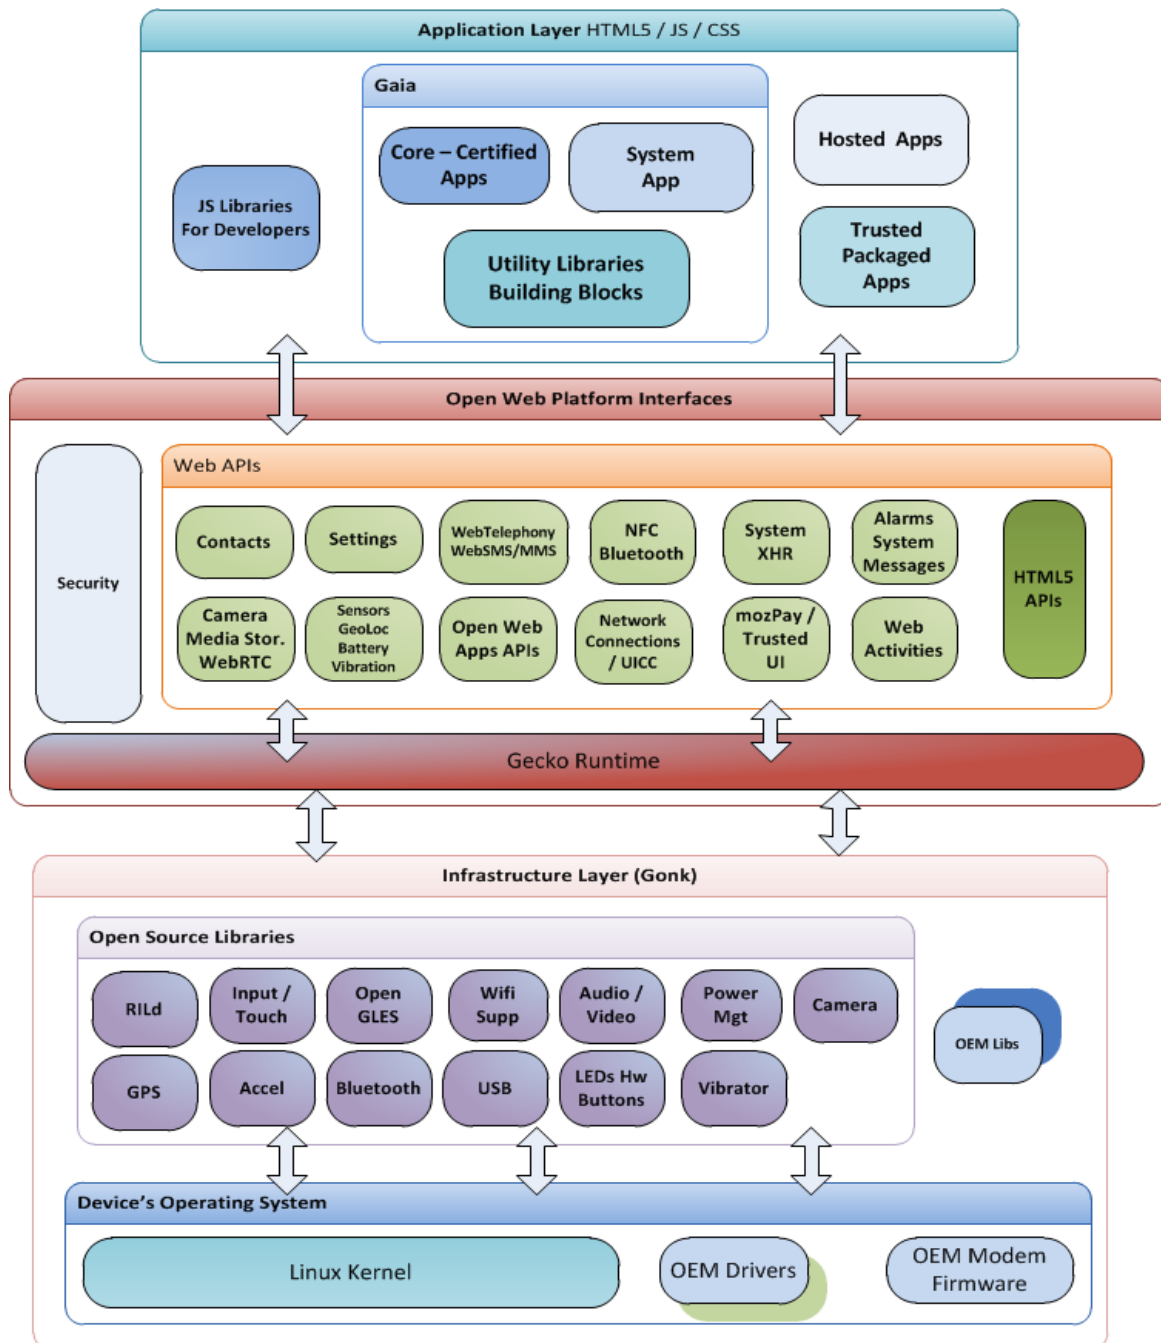 Application Layer HTML5 / JS / CSS
Gaia
Core – Certified
Apps
System
App
Hosted Apps
JS Libraries
For Developers
Utility Libraries
Building Blocks
Trusted
Packaged
Apps
Open Web Platform Interfaces
Security
Web APIs
Contacts
Settings
WebTelephony
WebSMS/MMS
NFC
Bluetooth
System
XHR
Alarms
System
Messages
HTML5
APIs
Camera
Media Stor.
WebRTC
Sensors
GeoLoc
Battery
Vibration
Open Web
Apps APIs
Network
Connections
/ UICC
mozPay /
Trusted
UI
Web
Activities
Gecko Runtime
Infrastructure Layer (Gonk)
Open Source Libraries
RILd
Input /
Touch
Open
GLES
Wifi
Supp
Audio /
Video
Power
Mgt
Camera
OEM Libs
GPS
Accel
Bluetooth
USB
LEDs Hw
Buttons
Vibrator
Device’s Operating System
Linux Kernel
OEM Drivers
OEM Modem
Firmware